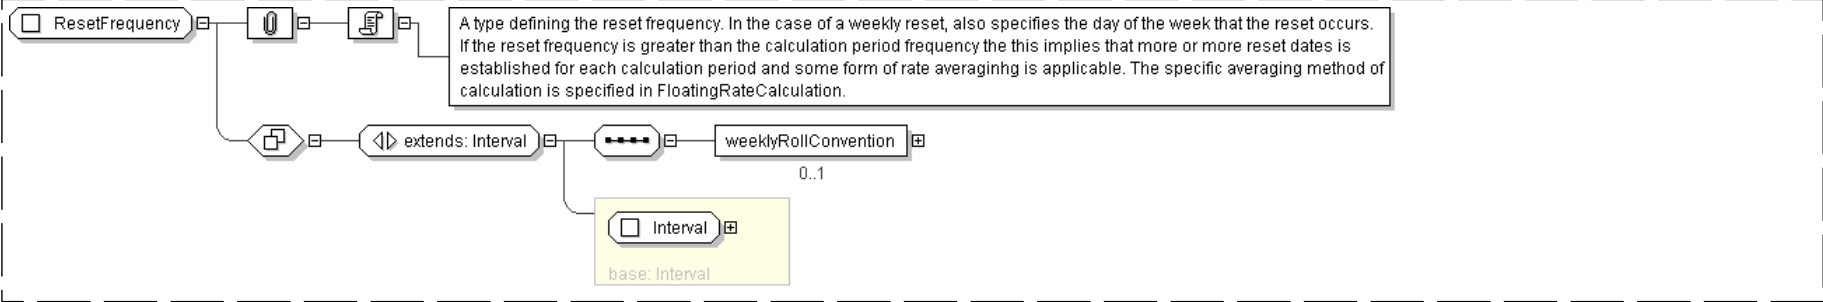 ResetFrequency
A type defining the reset frequency. In the case of a weekly reset, also specifies the day of the week that the reset occurs.
If the reset frequency is greater than the calculation period frequency the this implies that more or more reset dates is
established for each calculation period and some form of rate averaginhg is applicable. The specific averaging method of
calculation is specified in FloatingRateCalculation.
extends: Interval
weeklyRollConvention
0..1
Interval
base: Interval